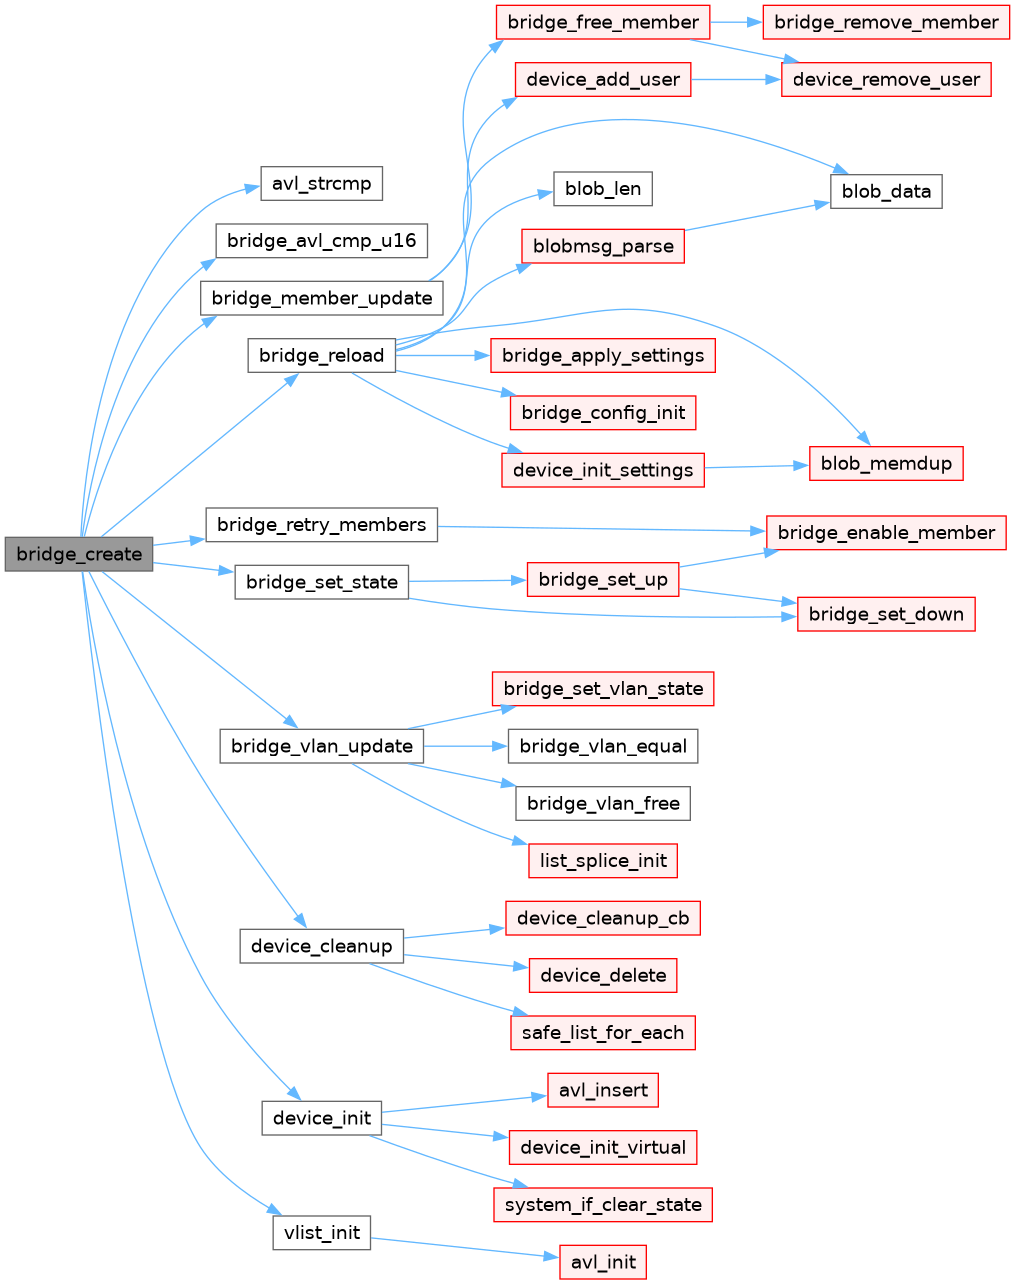 bridge_free_member
bridge_remove_member
device_add_user
device_remove_user
avl_strcmp
blob_len
blob_data
bridge_avl_cmp_u16
blobmsg_parse
bridge_member_update
bridge_reload
bridge_apply_settings
bridge_config_init
device_init_settings
blob_memdup
bridge_retry_members
bridge_enable_member
bridge_create
bridge_set_state
bridge_set_up
bridge_set_down
bridge_set_vlan_state
bridge_vlan_update
bridge_vlan_equal
bridge_vlan_free
list_splice_init
device_cleanup_cb
device_cleanup
device_delete
safe_list_for_each
avl_insert
device_init
device_init_virtual
system_if_clear_state
vlist_init
avl_init